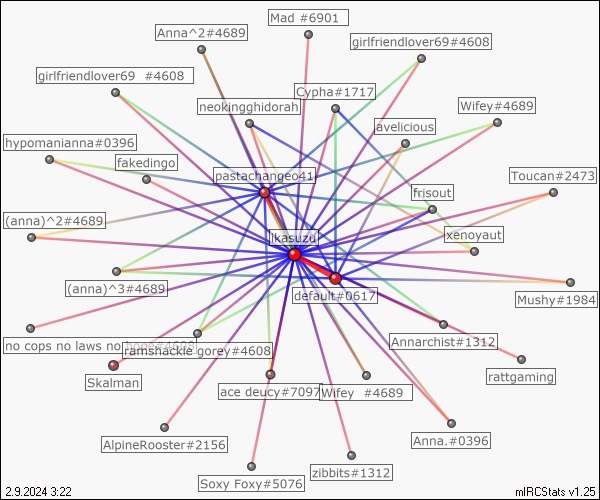 Mad #6901
Anna^2#4689
girlfriendlover69#4608
girlfriendlover69  #4608
Cypha#1717
neokingghidorah
Wifey#4689
avelicious
hypomanianna#0396
fakedingo
pastachangeo41
Toucan#2473
frisout
(anna)^2#4689
xenoyaut
(anna)^3#4689
default#0617
Mushy#1984
no cops no laws no
ramshackle gorey#4608
Annarchist#1312
rattgaming
Skalman
ace deucy#7097
Wifey  #4689
AlpineRooster#2156
Anna.#0396
Soxy Foxy#5076
zibbits#1312
2.9.2024 3:22
mIRCStats v1.25